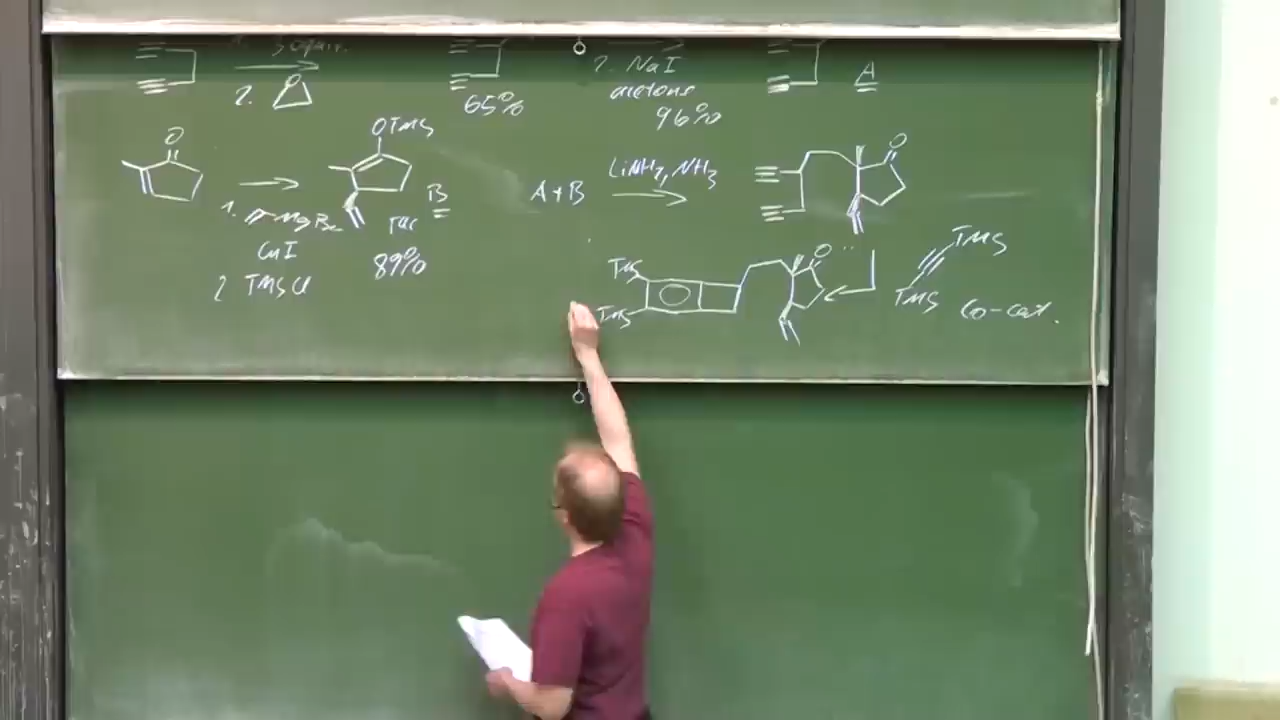 2.
O
65%
2. NaI
acetone
96%
A
O
1. MgBr
CuI
2 TMSCl
OTMS
B
rac
89%
A + B
LiNH₂, NH₃
O
TMS
TMS
O
TMS
TMS
Co-cat.